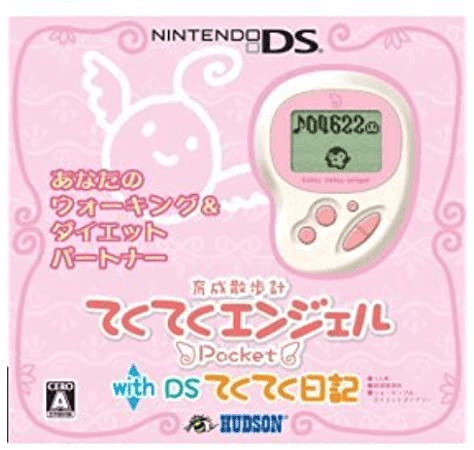 NINTENDO DS
♪04622
あなたの
ウォーキング&
ダイエット
パートナー
育成散歩計
てくてくエンジェル
Pocket
with DS てくてく日記
CERO
A
HUDSON